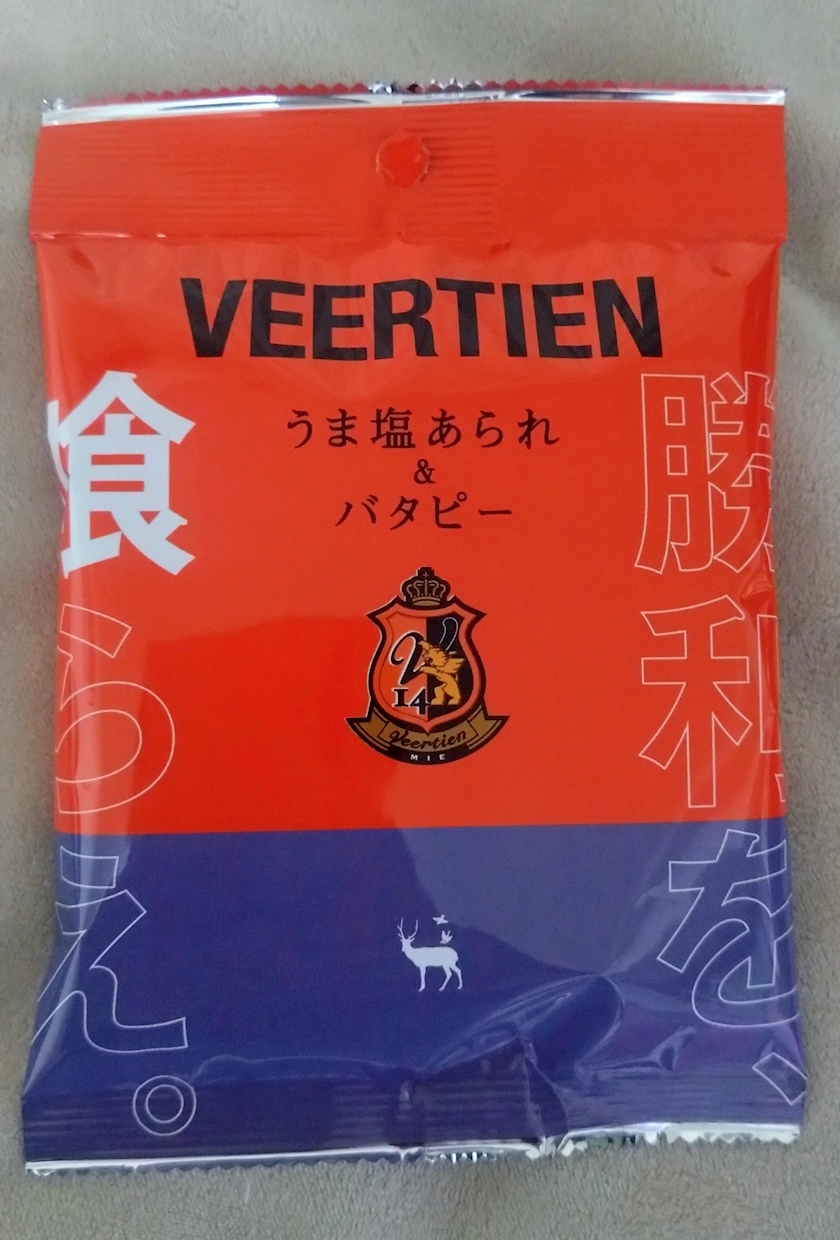 VEERTIEN
うま塩あられ
&
バタピー
勝利を、
喰らえ。
V
14
Veertien
MIE